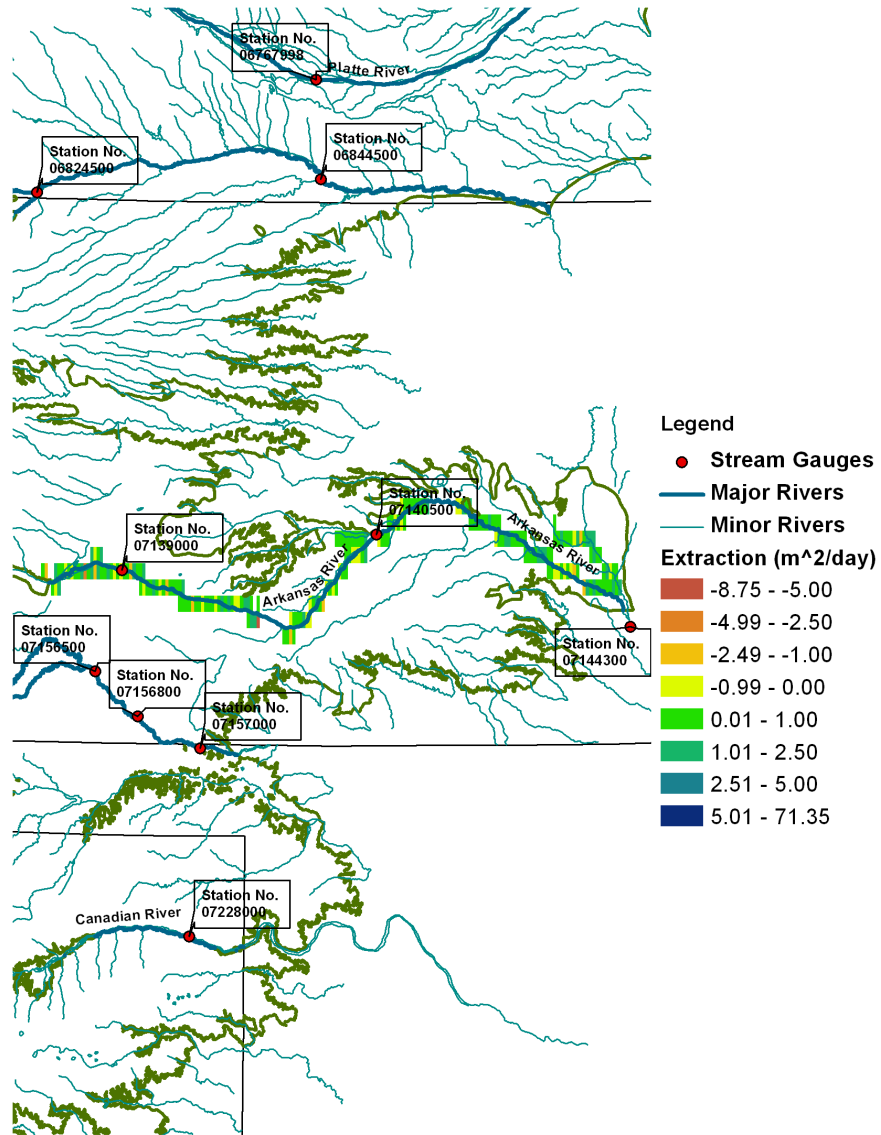 Station No.
06767998
Platte River
Station No.
06824500
Station No.
06844500
Legend
Stream Gauges
Major Rivers
Minor Rivers
Extraction (m^2/day)
-8.75 - -5.00
-4.99 - -2.50
-2.49 - -1.00
-0.99 - 0.00
0.01 - 1.00
1.01 - 2.50
2.51 - 5.00
5.01 - 71.35
Station No.
07140500
Station No.
07139000
Arkansas River
Arkansas River
Station No.
07156500
Station No.
07144300
Station No.
07156800
Station No.
07157000
Station No.
07228000
Canadian River